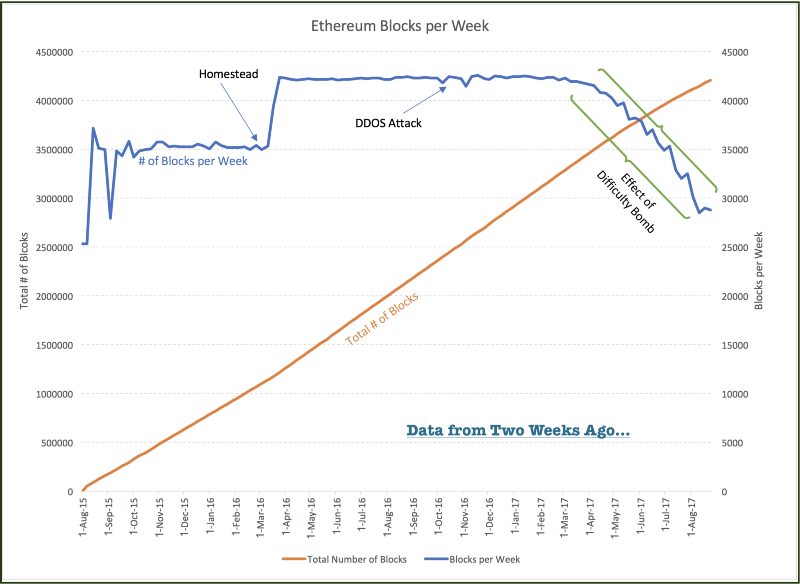 Ethereum Blocks per Week
4500000
4000000
3500000
3000000
2500000
2000000
1500000
1000000
500000
0
Total # of Blcoks
45000
40000
35000
30000
25000
20000
15000
10000
5000
0
Blocks per Week
Homestead
# of Blocks per Week
DDOS Attack
Effect of
Difficulty Bomb
Total # of Blocks
Data from Two Weeks Ago...
1-Aug-15
1-Sep-15
1-Oct-15
1-Nov-15
1-Dec-15
1-Jan-16
1-Feb-16
1-Mar-16
1-Apr-16
1-May-16
1-Jun-16
1-Jul-16
1-Aug-16
1-Sep-16
1-Oct-16
1-Nov-16
1-Dec-16
1-Jan-17
1-Feb-17
1-Mar-17
1-Apr-17
1-May-17
1-Jun-17
1-Jul-17
1-Aug-17
Total Number of Blocks
Blocks per Week